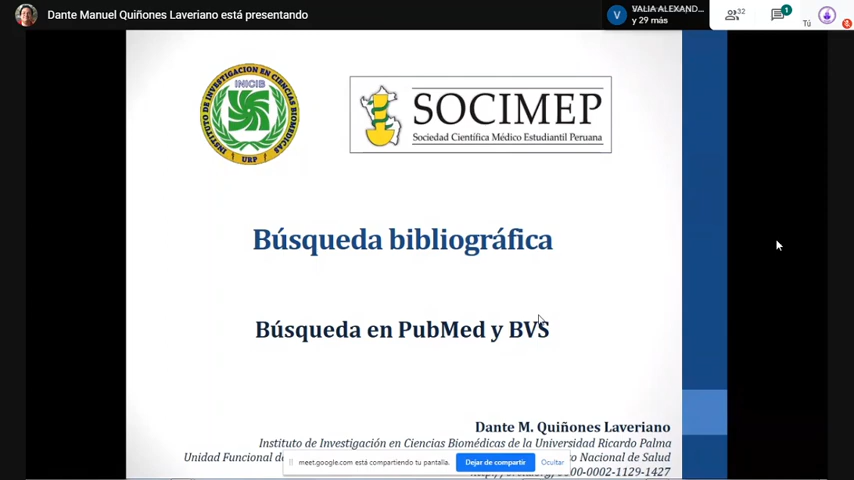 Dante Manuel Quiñones Laveriano está presentando
VALIA ALEXAND...
V
y 29 más
32
1
Tú
INSTITUTO DE INVESTIGACION EN CIENCIAS BIOMEDICAS
INICIB
URP
SOCIMEP
Sociedad Científica Médico Estudiantil Peruana
Búsqueda bibliográfica
Búsqueda en PubMed y BVS
Dante M. Quiñones Laveriano
Instituto de Investigación en Ciencias Biomédicas de la Universidad Ricardo Palma
Unidad Funcional de
Nacional de Salud
meet.google.com está compartiendo tu pantalla.
Dejar de compartir
Ocultar
0002-1129-1427